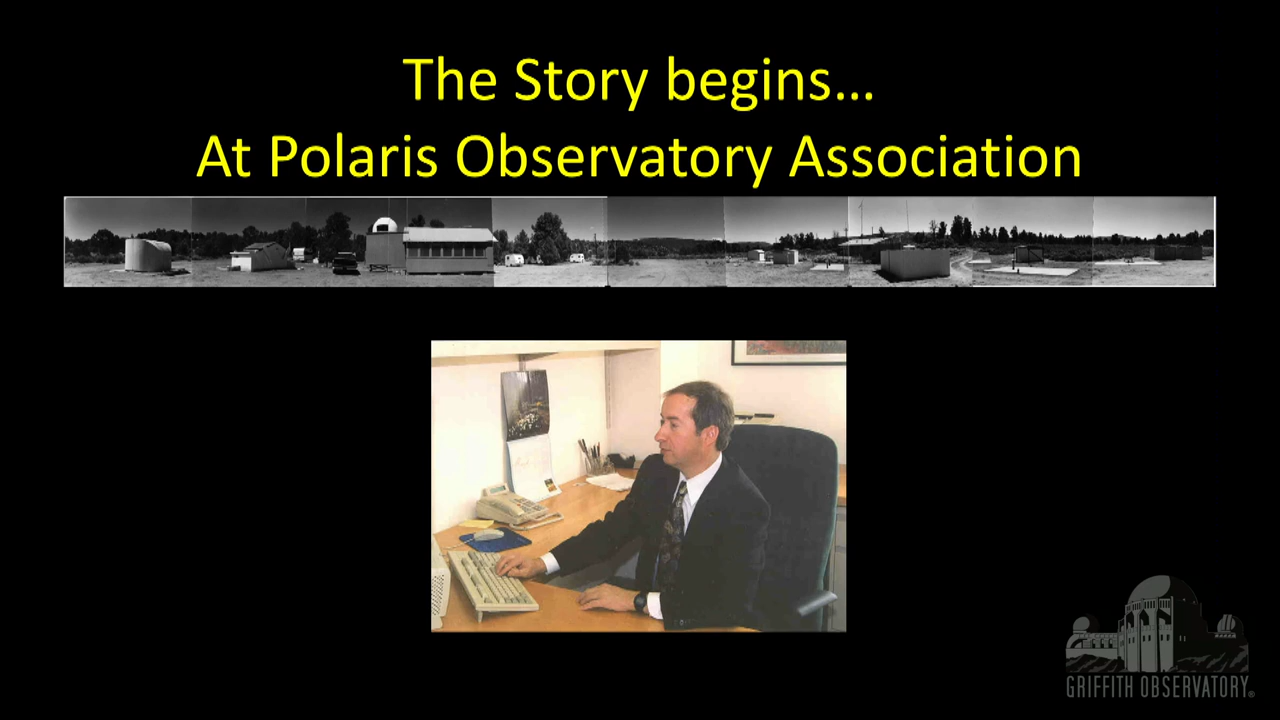 The Story begins…
At Polaris Observatory Association
GRIFFITH OBSERVATORY®